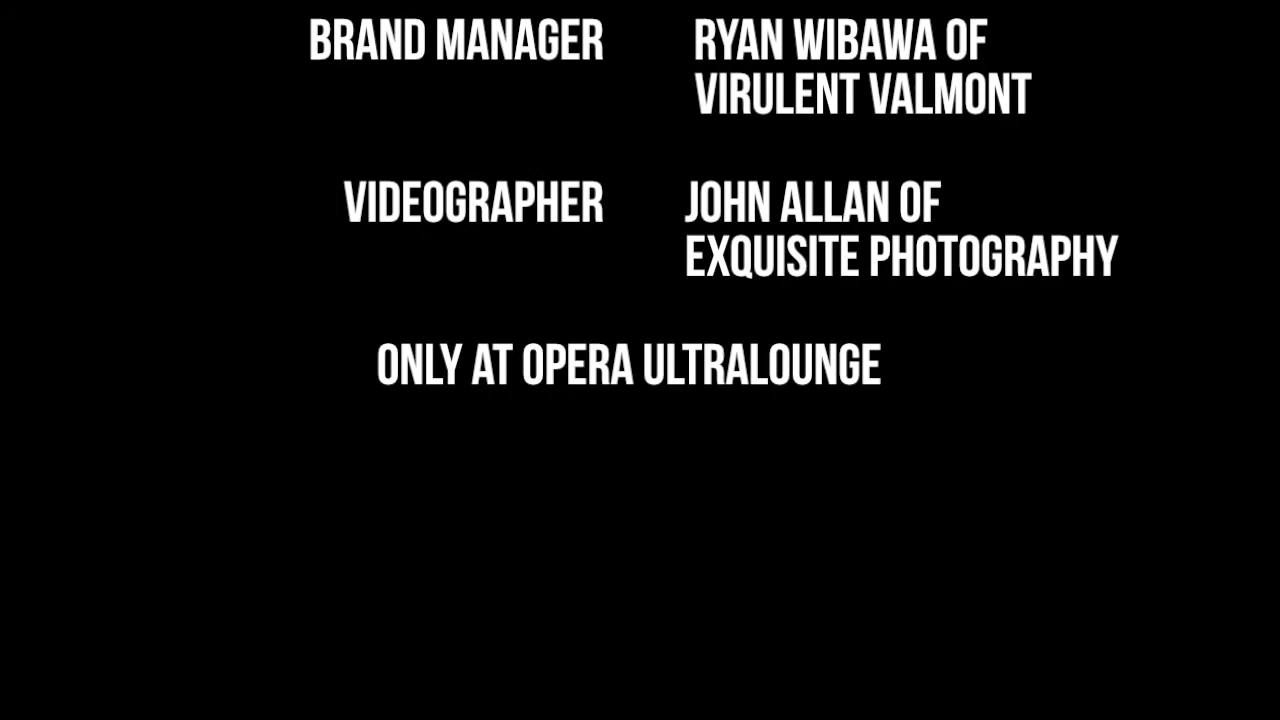 BRAND MANAGER RYAN WIBAWA OF
VIRULENT VALMONT
VIDEOGRAPHER JOHN ALLAN OF
EXQUISITE PHOTOGRAPHY
ONLY AT OPERA ULTRALOUNGE